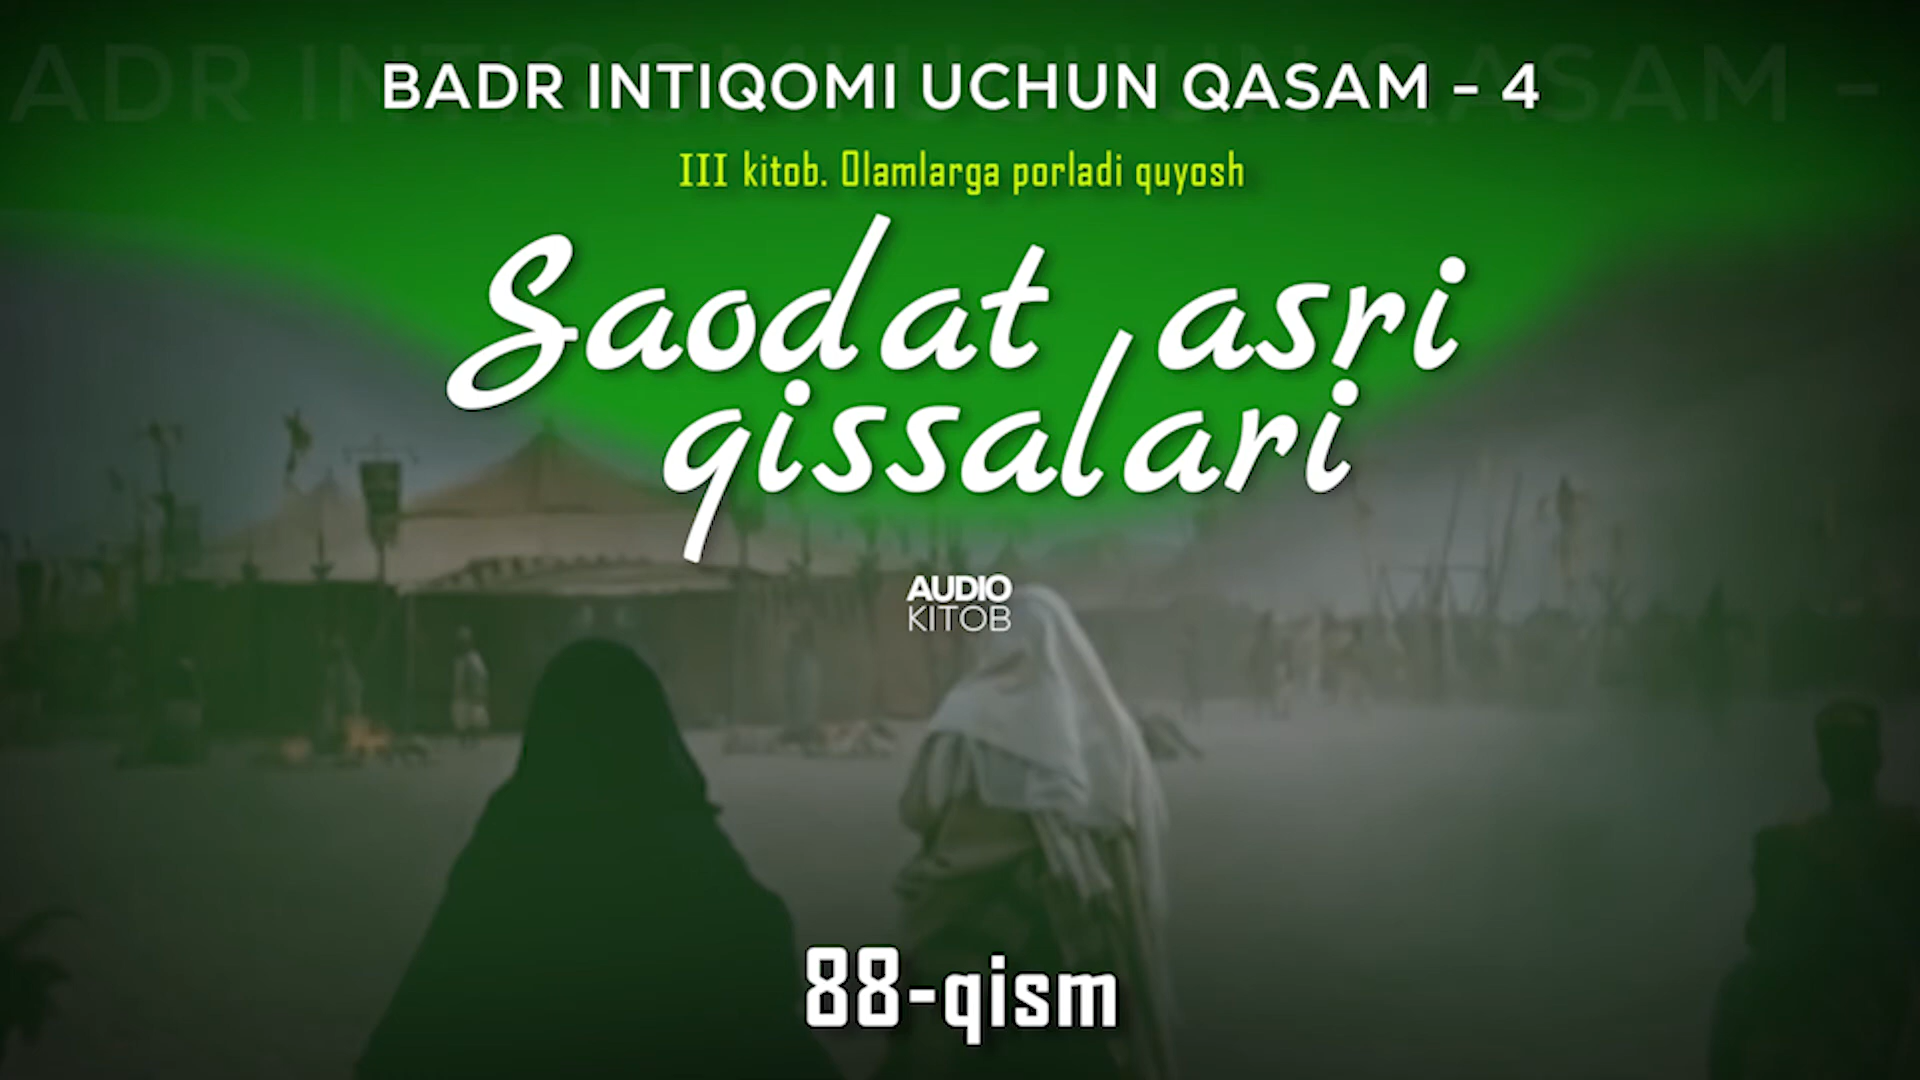 BADR INTIQOMI UCHUN QASAM - 4
III kitob. Olamlarga porladi quyosh
Saodat asri
qissalari
AUDIO
KITOB
88-qism